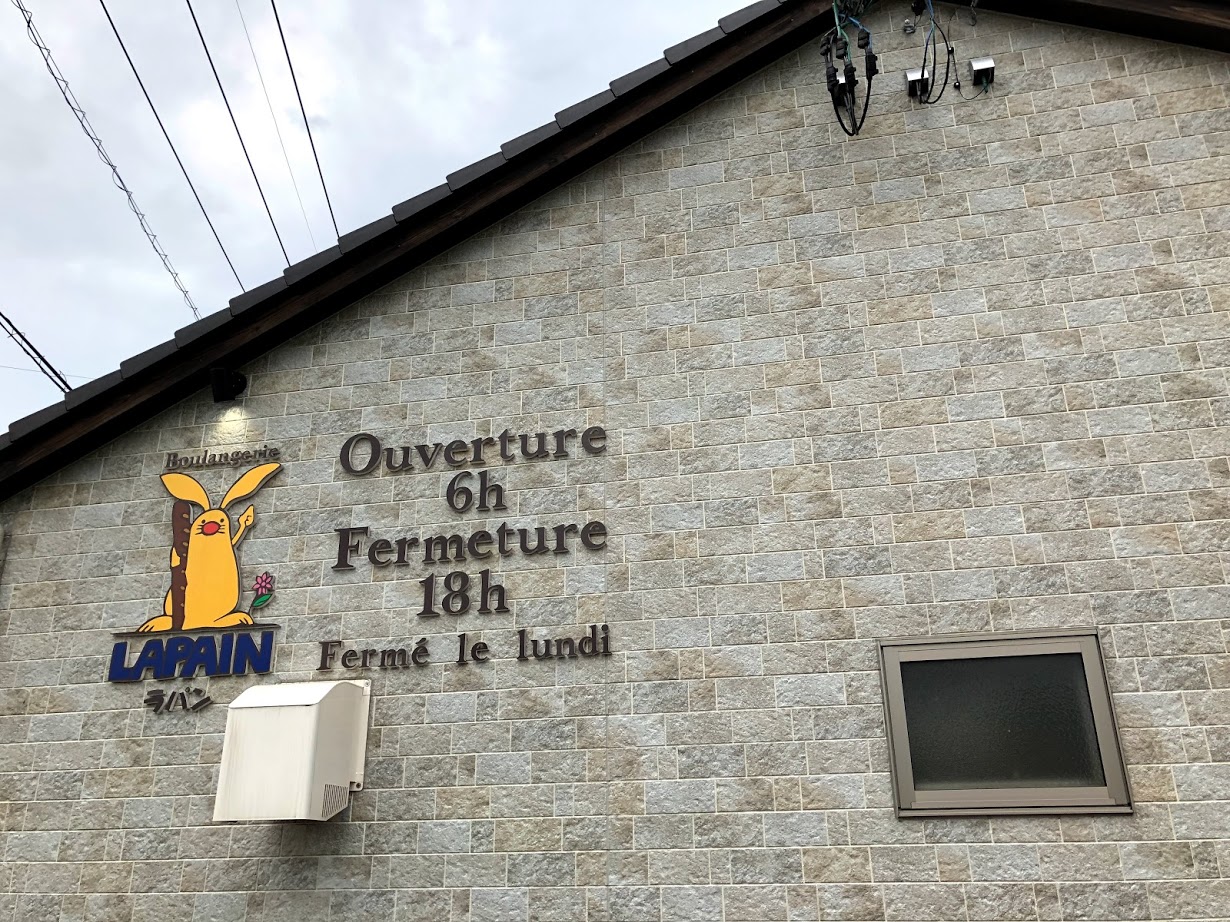 Boulangerie
LAPAIN
ラパン
Ouverture
6h
Fermeture
18h
Fermé le lundi